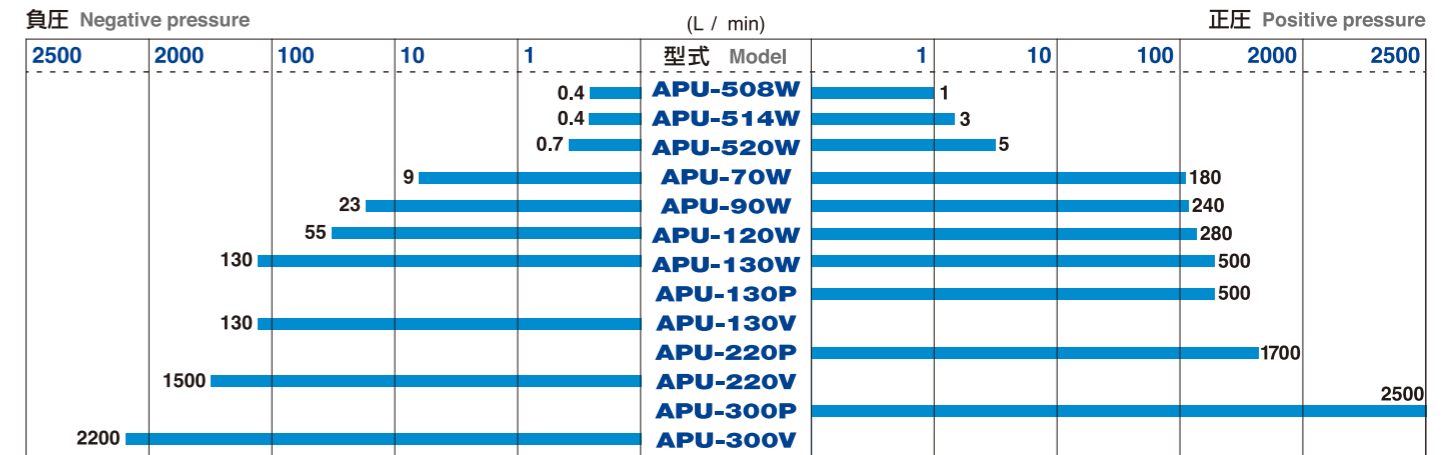 負圧 Negative pressure (L / min) 正圧 Positive pressure
2500 2000 100 10 1 型式 Model 1 10 100 2000 2500
0.4 APU-508W 1
0.4 APU-514W 3
0.7 APU-520W 5
9 APU-70W 180
23 APU-90W 240
55 APU-120W 280
130 APU-130W 500
APU-130P 500
130 APU-130V
APU-220P 1700
1500 APU-220V
APU-300P 2500
2200 APU-300V